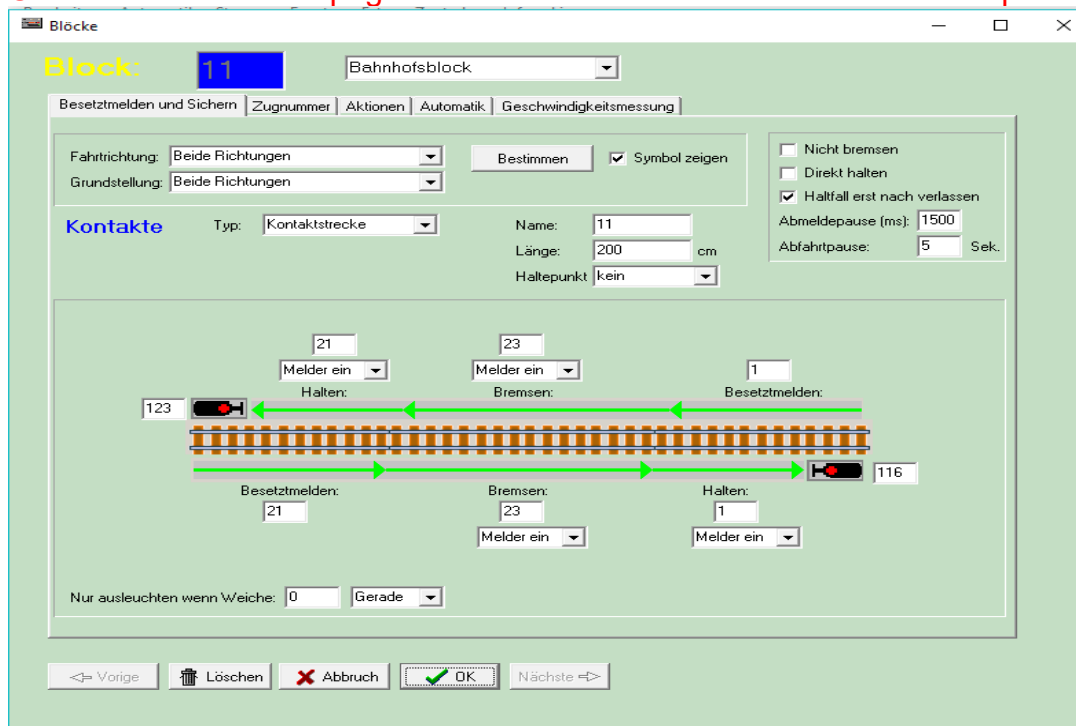 Blöcke
Block: 11 Bahnhofsblock
Besetztmelden und Sichern Zugnummer Aktionen Automatik Geschwindigkeitsmessung
Fahrtrichtung: Beide Richtungen Bestimmen Symbol zeigen
Grundstellung: Beide Richtungen
Nicht bremsen
Direkt halten
Haltfall erst nach verlassen
Abmeldepause (ms): 1500
Abfahrtpause: 5 Sek.
Kontakte Typ: Kontaktstrecke Name: 11
Länge: 200 cm
Haltepunkt kein
21 23
Melder ein Melder ein 1
Halten: Bremsen: Besetztmelden:
123
116
Besetztmelden: Bremsen: Halten:
21 23 1
Melder ein Melder ein
Nur ausleuchten wenn Weiche: 0 Gerade
Vorige Löschen Abbruch OK Nächste